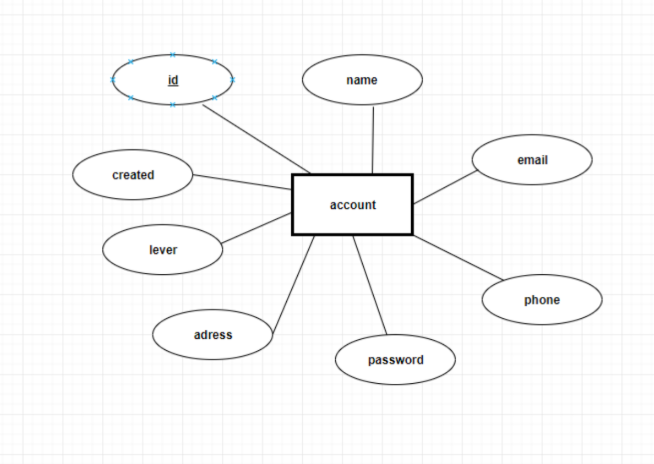 id
name
email
created
account
lever
phone
adress
password